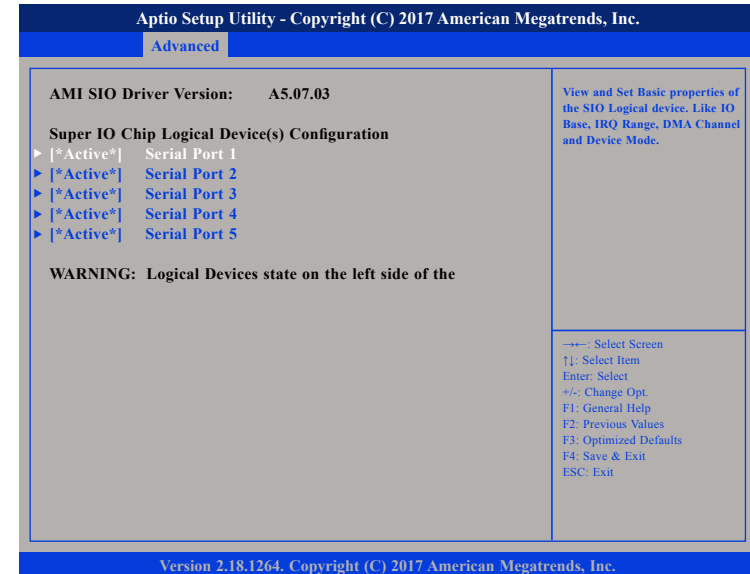 Aptio Setup Utility - Copyright (C) 2017 American Megatrends, Inc.
Advanced
AMI SIO Driver Version: A5.07.03
Super IO Chip Logical Device(s) Configuration
▶ [*Active*] Serial Port 1
▶ [*Active*] Serial Port 2
▶ [*Active*] Serial Port 3
▶ [*Active*] Serial Port 4
▶ [*Active*] Serial Port 5
WARNING: Logical Devices state on the left side of the
View and Set Basic properties of
the SIO Logical device. Like IO
Base, IRQ Range, DMA Channel
and Device Mode.
→←: Select Screen
↑↓: Select Item
Enter: Select
+/-: Change Opt.
F1: General Help
F2: Previous Values
F3: Optimized Defaults
F4: Save & Exit
ESC: Exit
Version 2.18.1264. Copyright (C) 2017 American Megatrends, Inc.